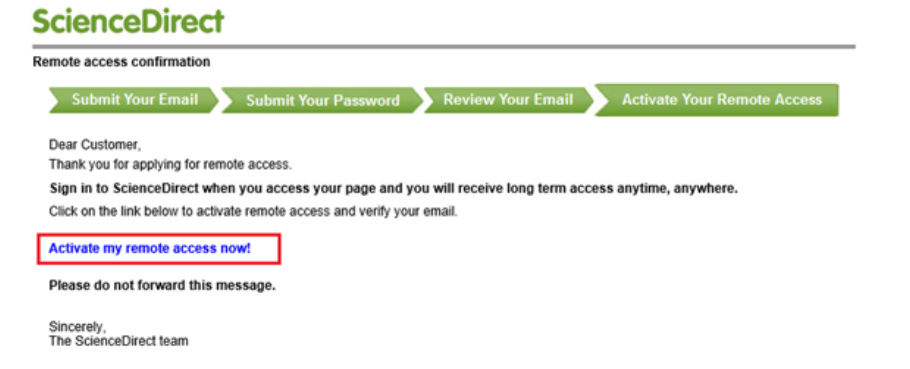 ScienceDirect
Remote access confirmation
Submit Your Email Submit Your Password Review Your Email Activate Your Remote Access
Dear Customer,
Thank you for applying for remote access.
Sign in to ScienceDirect when you access your page and you will receive long term access anytime, anywhere.
Click on the link below to activate remote access and verify your email.
Activate my remote access now!
Please do not forward this message.
Sincerely,
The ScienceDirect team